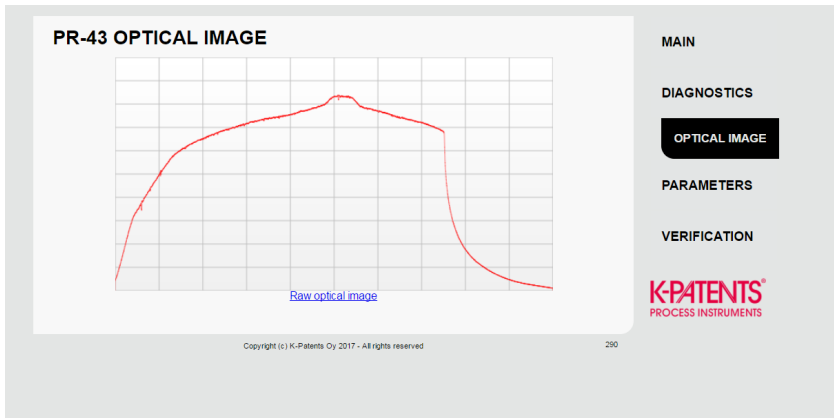 PR-43 OPTICAL IMAGE
MAIN
DIAGNOSTICS
OPTICAL IMAGE
PARAMETERS
VERIFICATION
Raw optical image
K-PATENTS®
PROCESS INSTRUMENTS
Copyright (c) K-Patents Oy 2017 - All rights reserved
290